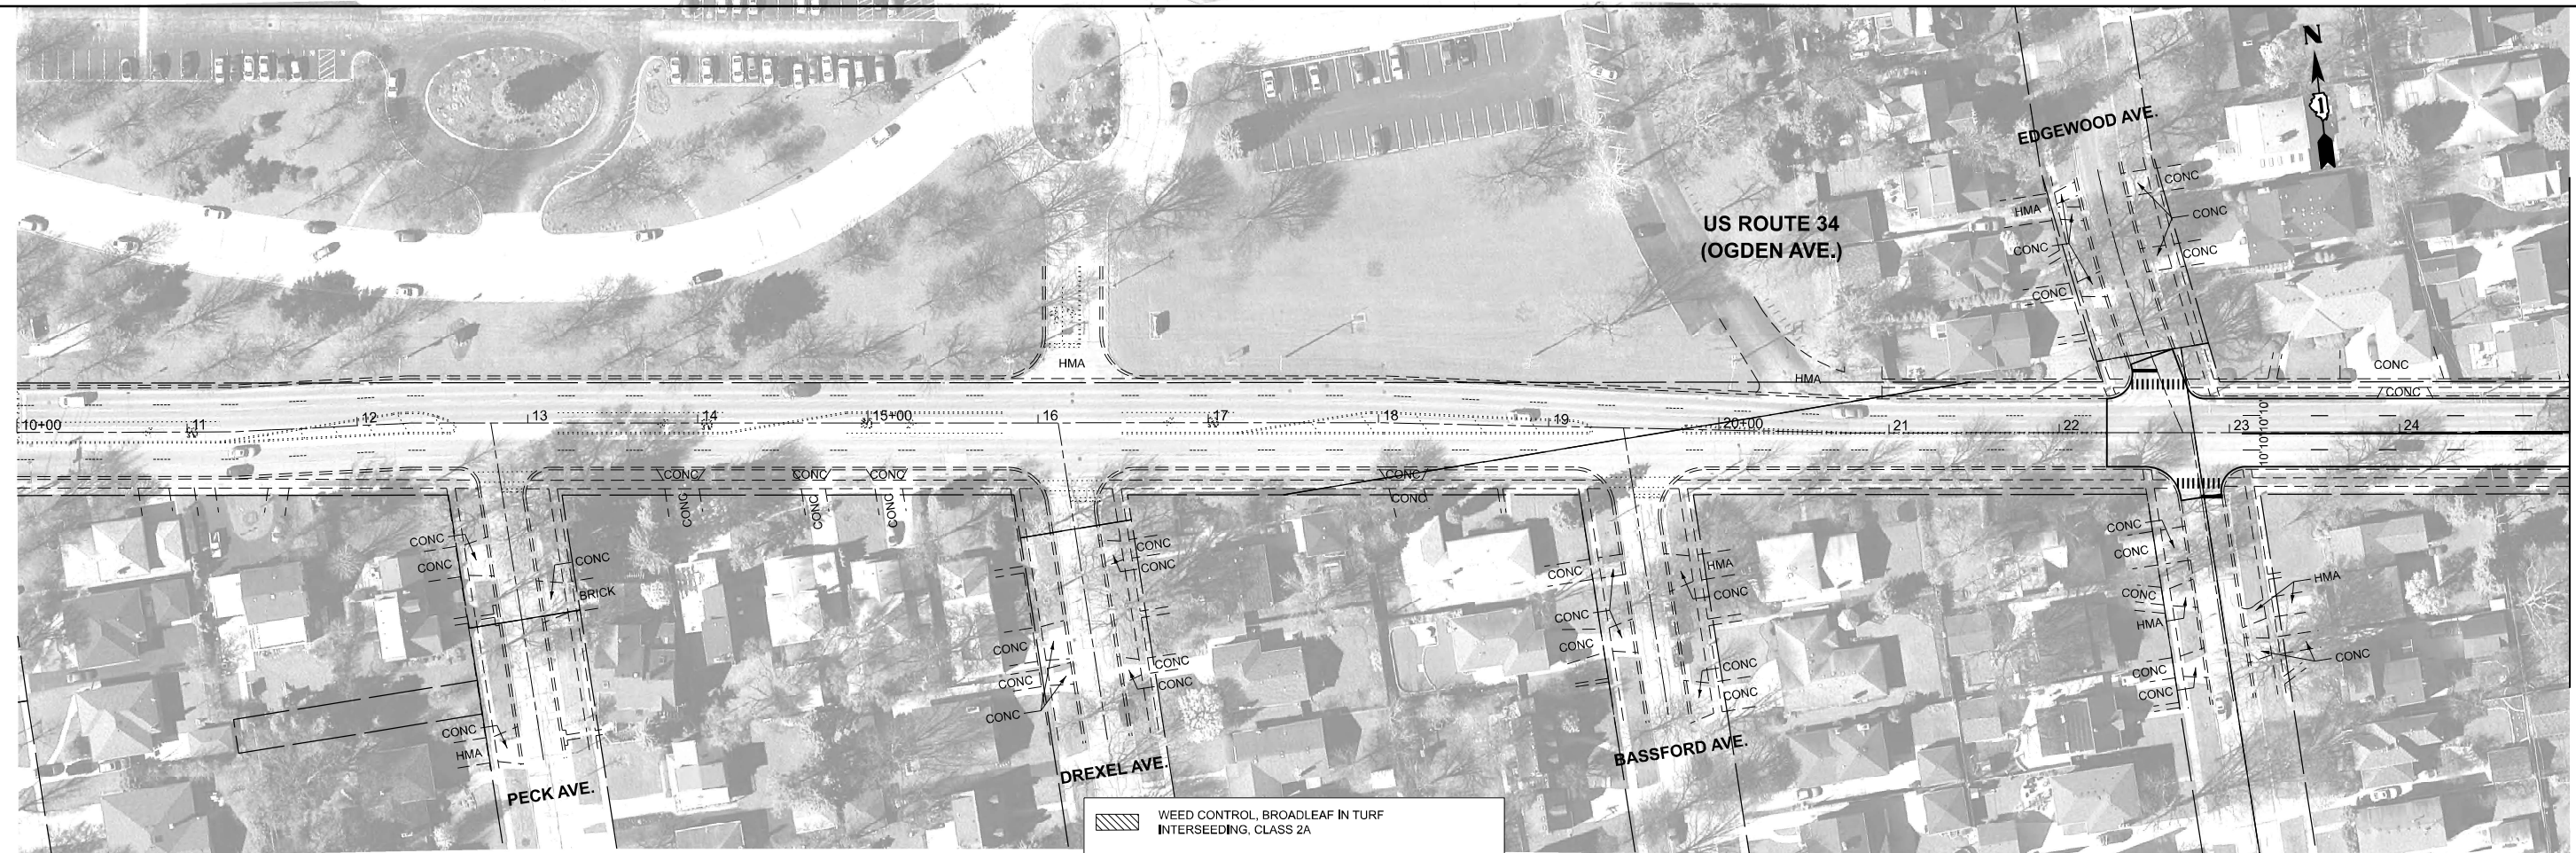 N
EDGEWOOD AVE.
US ROUTE 34
(OGDEN AVE.)
CONC
HMA
CONC
CONC
CONC
CONC
HMA
HMA
CONC
CONC
10+00
11
12
13
14
15+00
16
17
18
19
20+00
21
22
23
24
10'10'10'10'
CONC
CONC
CONC
CONC
CONC
CONC
CONC
CONC
CONC
CONC
CONC
BRICK
CONC
HMA
PECK AVE.
CONC
CONC
CONC
CONC
CONC
CONC
CONC
DREXEL AVE.
CONC
HMA
CONC
CONC
CONC
CONC
CONC
BASSFORD AVE.
CONC
CONC
HMA
CONC
HMA
CONC
CONC
CONC
WEED CONTROL, BROADLEAF IN TURF
INTERSEEDING, CLASS 2A